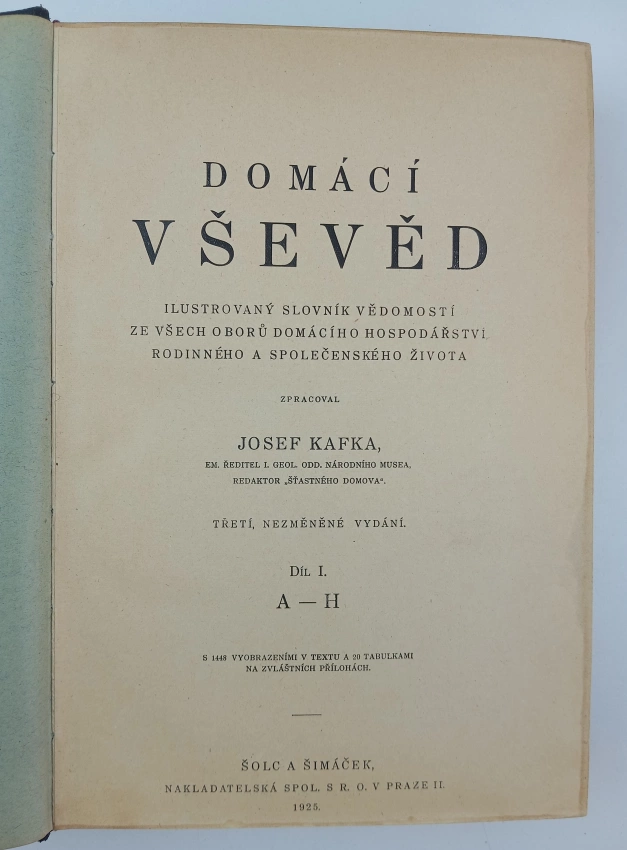 DOMÁCÍ
VŠEVĚD
ILUSTROVANÝ SLOVNÍK VĚDOMOSTÍ
ZE VŠECH OBORŮ DOMÁCÍHO HOSPODÁŘSTVÍ,
RODINNÉHO A SPOLEČENSKÉHO ŽIVOTA
ZPRACOVAL
JOSEF KAFKA,
EM. ŘEDITEL I. GEOL. ODD. NÁRODNÍHO MUSEA,
REDAKTOR „ŠŤASTNÉHO DOMOVA“.
TŘETÍ, NEZMĚNĚNÉ VYDÁNÍ.
DÍL I.
A — H
S 1448 VYOBRAZENÍMI V TEXTU A 20 TABULKAMI
NA ZVLÁŠTNÍCH PŘÍLOHÁCH.
ŠOLC A ŠIMÁČEK,
NAKLADATELSKÁ SPOL. S R. O. V PRAZE II.
1925.